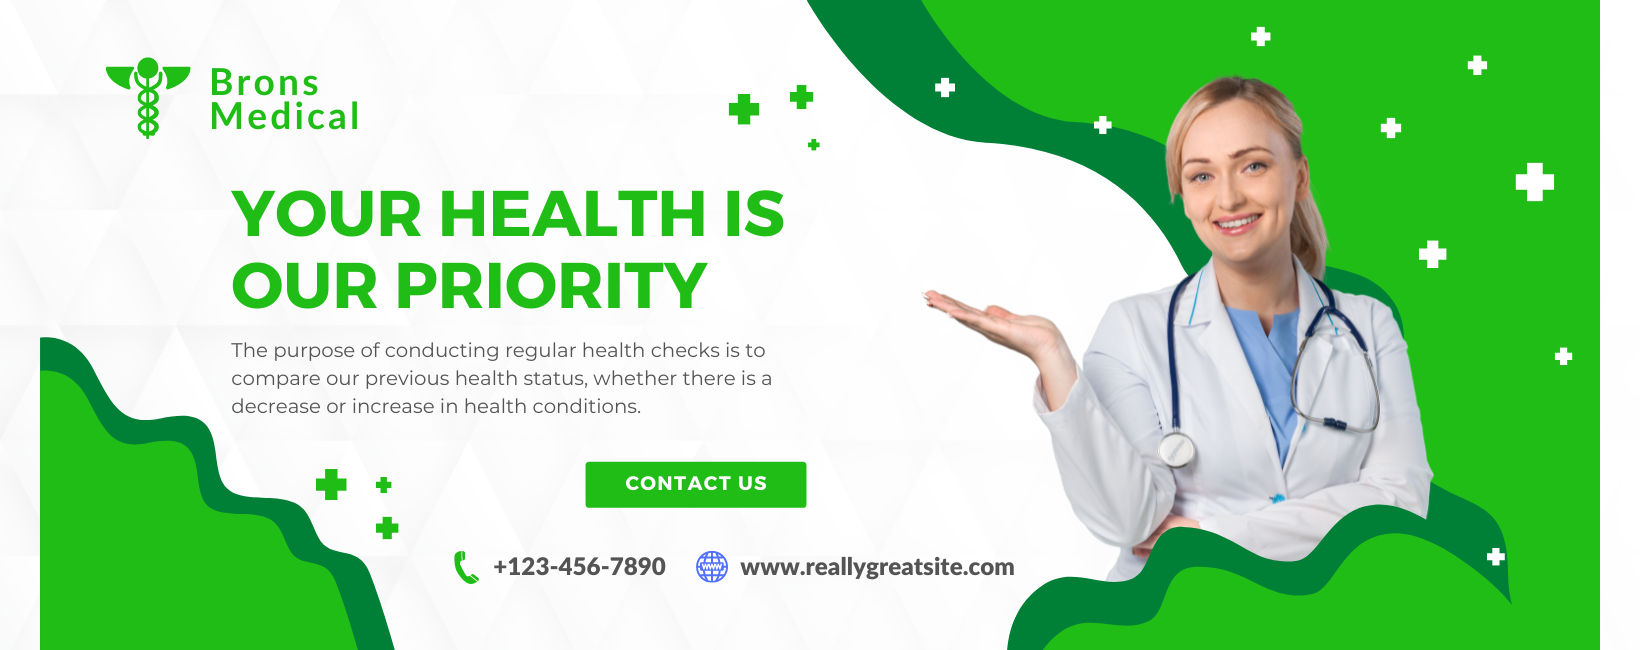 Brons
Medical
YOUR HEALTH IS
OUR PRIORITY
The purpose of conducting regular health checks is to
compare our previous health status, whether there is a
decrease or increase in health conditions.
CONTACT US
+123-456-7890
www.reallygreatsite.com